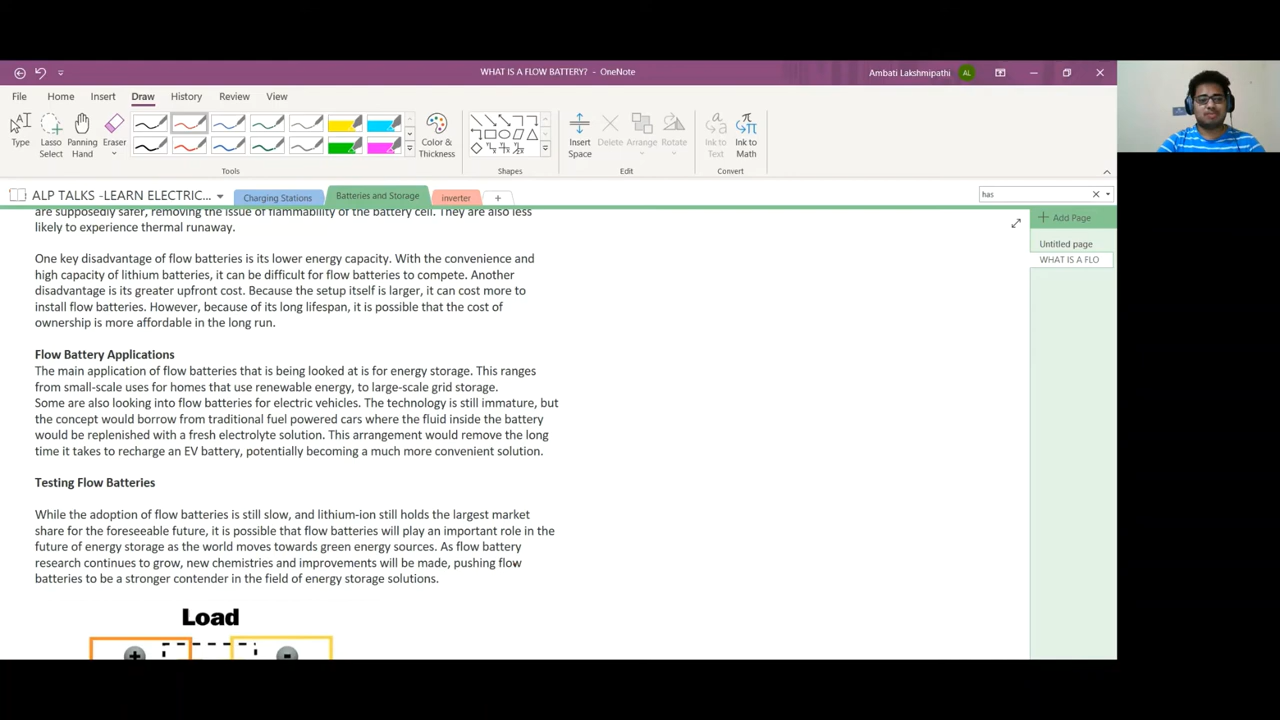 WHAT IS A FLOW BATTERY? - OneNote
Ambati Lakshmipathi AL
File Home Insert Draw History Review View
Type
Lasso Select
Panning Hand
Eraser
Color & Thickness
Insert Space
Delete
Arrange
Rotate
Ink to Text
Ink to Math
Tools Shapes Edit Convert
ALP TALKS -LEARN ELECTRIC... Charging Stations Batteries and Storage inverter + has
Add Page
Untitled page
WHAT IS A FLO
are supposedly safer, removing the issue of flammability of the battery cell. They are also less
likely to experience thermal runaway.
One key disadvantage of flow batteries is its lower energy capacity. With the convenience and
high capacity of lithium batteries, it can be difficult for flow batteries to compete. Another
disadvantage is its greater upfront cost. Because the setup itself is larger, it can cost more to
install flow batteries. However, because of its long lifespan, it is possible that the cost of
ownership is more affordable in the long run.
Flow Battery Applications
The main application of flow batteries that is being looked at is for energy storage. This ranges
from small-scale uses for homes that use renewable energy, to large-scale grid storage.
Some are also looking into flow batteries for electric vehicles. The technology is still immature, but
the concept would borrow from traditional fuel powered cars where the fluid inside the battery
would be replenished with a fresh electrolyte solution. This arrangement would remove the long
time it takes to recharge an EV battery, potentially becoming a much more convenient solution.
Testing Flow Batteries
While the adoption of flow batteries is still slow, and lithium-ion still holds the largest market
share for the foreseeable future, it is possible that flow batteries will play an important role in the
future of energy storage as the world moves towards green energy sources. As flow battery
research continues to grow, new chemistries and improvements will be made, pushing flow
batteries to be a stronger contender in the field of energy storage solutions.
Load
+ -